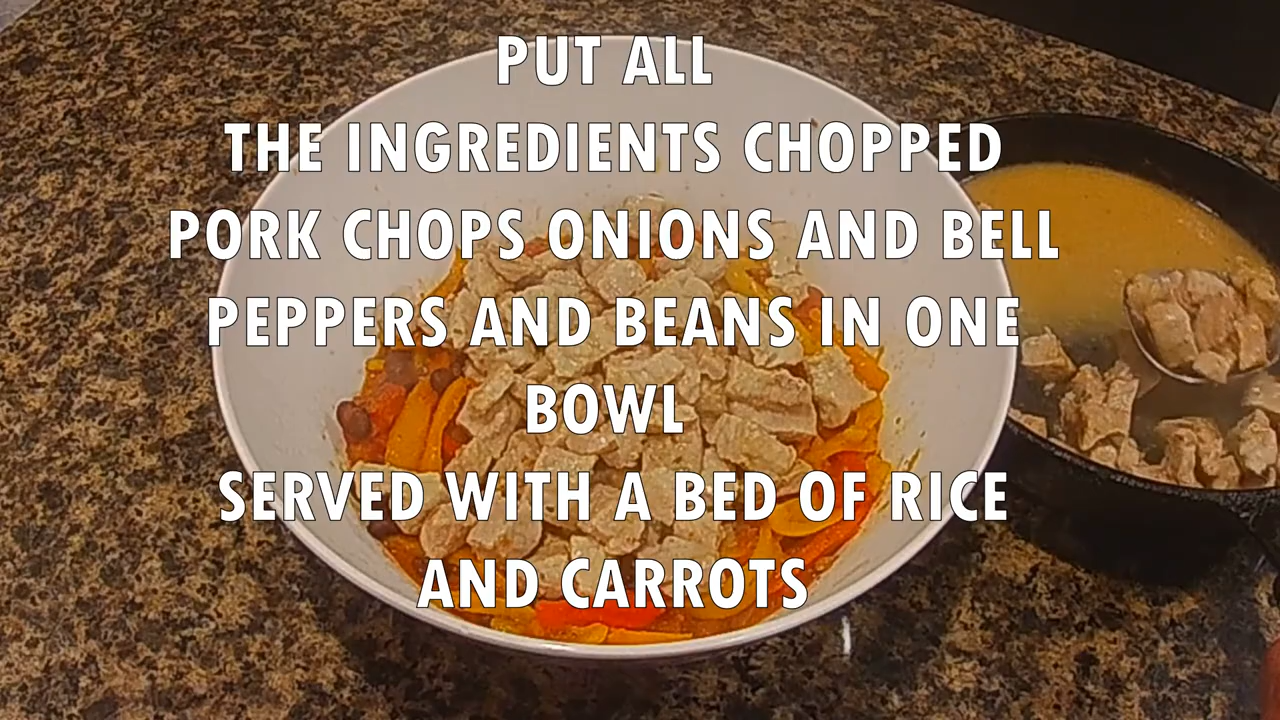 PUT ALL
THE INGREDIENTS CHOPPED
PORK CHOPS ONIONS AND BELL
PEPPERS AND BEANS IN ONE
BOWL
SERVED WITH A BED OF RICE
AND CARROTS